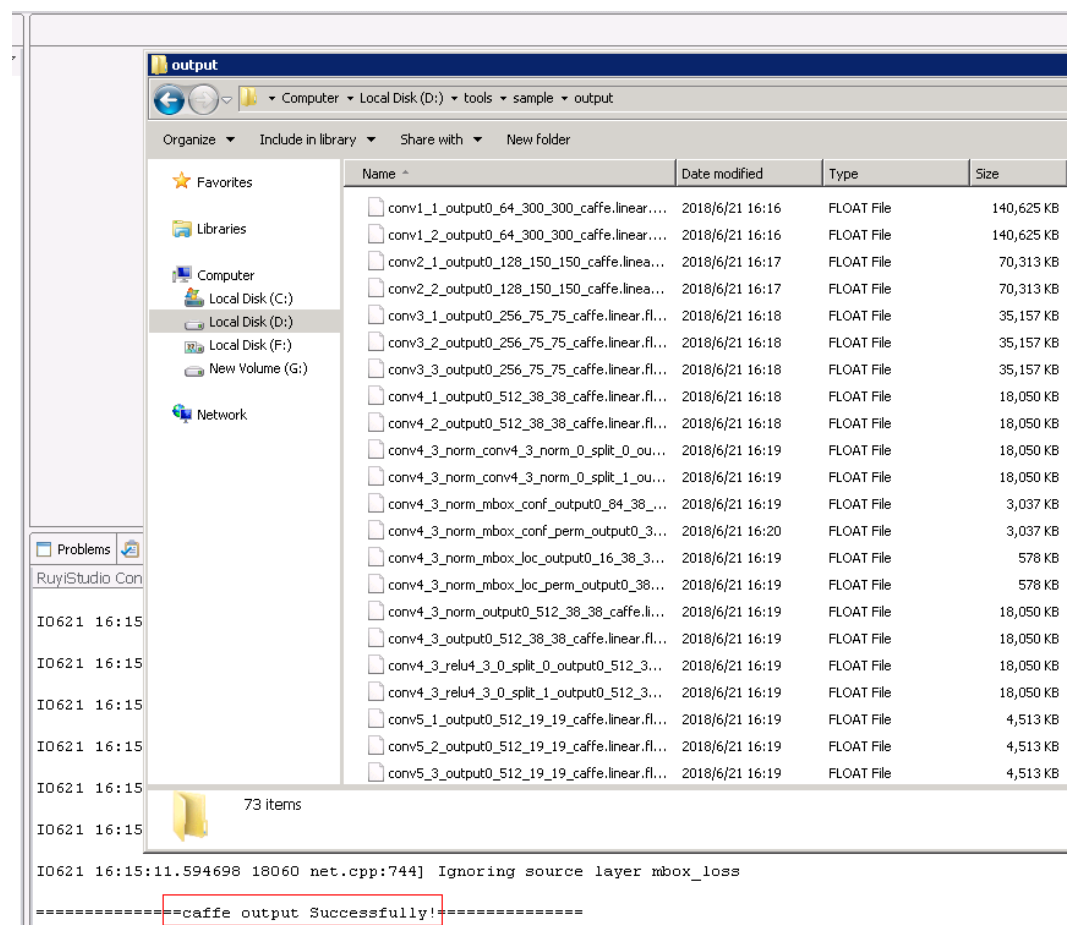 output
Computer Local Disk (D:) tools sample output
Organize Include in library Share with New folder
Favorites
Libraries
Computer
Local Disk (C:)
Local Disk (D:)
Local Disk (F:)
New Volume (G:)
Network
Name Date modified Type Size
conv1_1_output0_64_300_300_caffe.linear.... 2018/6/21 16:16 FLOAT File 140,625 KB
conv1_2_output0_64_300_300_caffe.linear.... 2018/6/21 16:16 FLOAT File 140,625 KB
conv2_1_output0_128_150_150_caffe.linea... 2018/6/21 16:17 FLOAT File 70,313 KB
conv2_2_output0_128_150_150_caffe.linea... 2018/6/21 16:17 FLOAT File 70,313 KB
conv3_1_output0_256_75_75_caffe.linear.fl... 2018/6/21 16:18 FLOAT File 35,157 KB
conv3_2_output0_256_75_75_caffe.linear.fl... 2018/6/21 16:18 FLOAT File 35,157 KB
conv3_3_output0_256_75_75_caffe.linear.fl... 2018/6/21 16:18 FLOAT File 35,157 KB
conv4_1_output0_512_38_38_caffe.linear.fl... 2018/6/21 16:18 FLOAT File 18,050 KB
conv4_2_output0_512_38_38_caffe.linear.fl... 2018/6/21 16:18 FLOAT File 18,050 KB
conv4_3_norm_conv4_3_norm_0_split_0_ou... 2018/6/21 16:19 FLOAT File 18,050 KB
conv4_3_norm_conv4_3_norm_0_split_1_ou... 2018/6/21 16:19 FLOAT File 18,050 KB
conv4_3_norm_mbox_conf_output0_84_38_... 2018/6/21 16:19 FLOAT File 3,037 KB
conv4_3_norm_mbox_conf_perm_output0_3... 2018/6/21 16:20 FLOAT File 3,037 KB
conv4_3_norm_mbox_loc_output0_16_38_3... 2018/6/21 16:19 FLOAT File 578 KB
conv4_3_norm_mbox_loc_perm_output0_38... 2018/6/21 16:19 FLOAT File 578 KB
conv4_3_norm_output0_512_38_38_caffe.li... 2018/6/21 16:19 FLOAT File 18,050 KB
conv4_3_output0_512_38_38_caffe.linear.fl... 2018/6/21 16:19 FLOAT File 18,050 KB
conv4_3_relu4_3_0_split_0_output0_512_3... 2018/6/21 16:19 FLOAT File 18,050 KB
conv4_3_relu4_3_0_split_1_output0_512_3... 2018/6/21 16:19 FLOAT File 18,050 KB
conv5_1_output0_512_19_19_caffe.linear.fl... 2018/6/21 16:19 FLOAT File 4,513 KB
conv5_2_output0_512_19_19_caffe.linear.fl... 2018/6/21 16:19 FLOAT File 4,513 KB
conv5_3_output0_512_19_19_caffe.linear.fl... 2018/6/21 16:19 FLOAT File 4,513 KB
73 items
Problems
RuyiStudio Con
I0621 16:15
I0621 16:15
I0621 16:15
I0621 16:15
I0621 16:15
I0621 16:15
I0621 16:15:11.594698 18060 net.cpp:744] Ignoring source layer mbox_loss
===============caffe output Successfully!===============